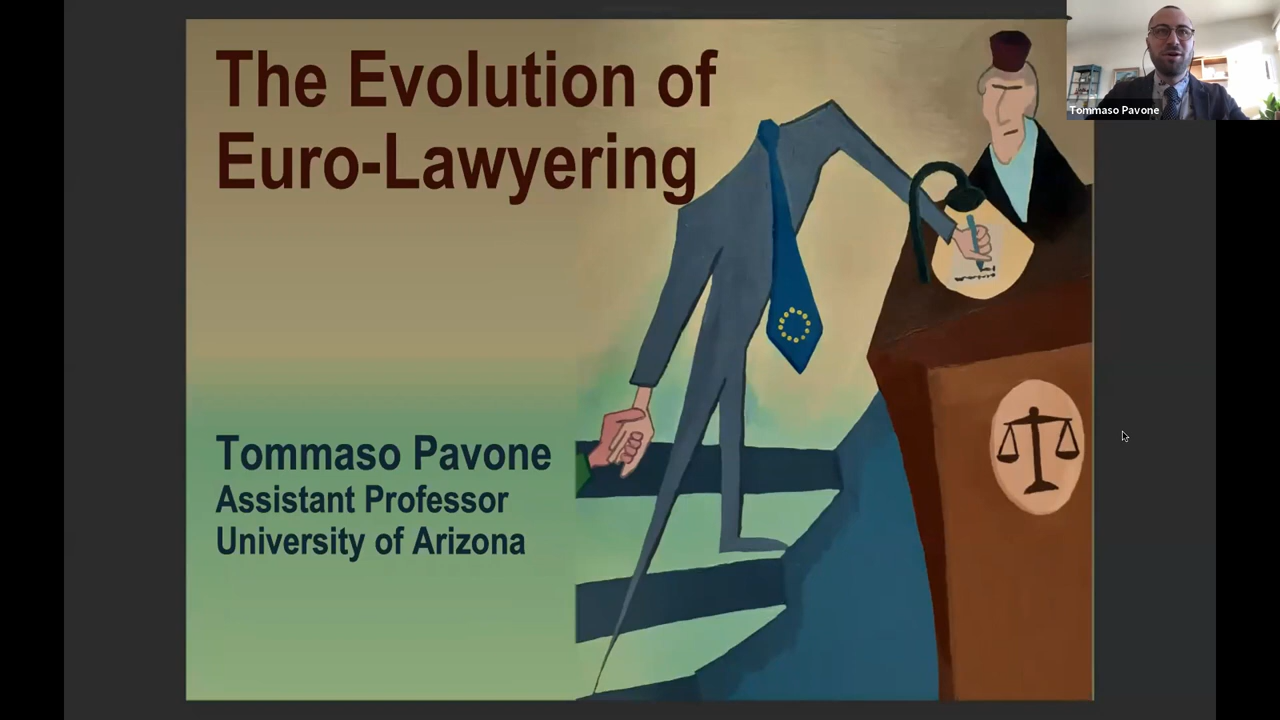 The Evolution of
Euro-Lawyering
Tommaso Pavone
Assistant Professor
University of Arizona
Tommaso Pavone